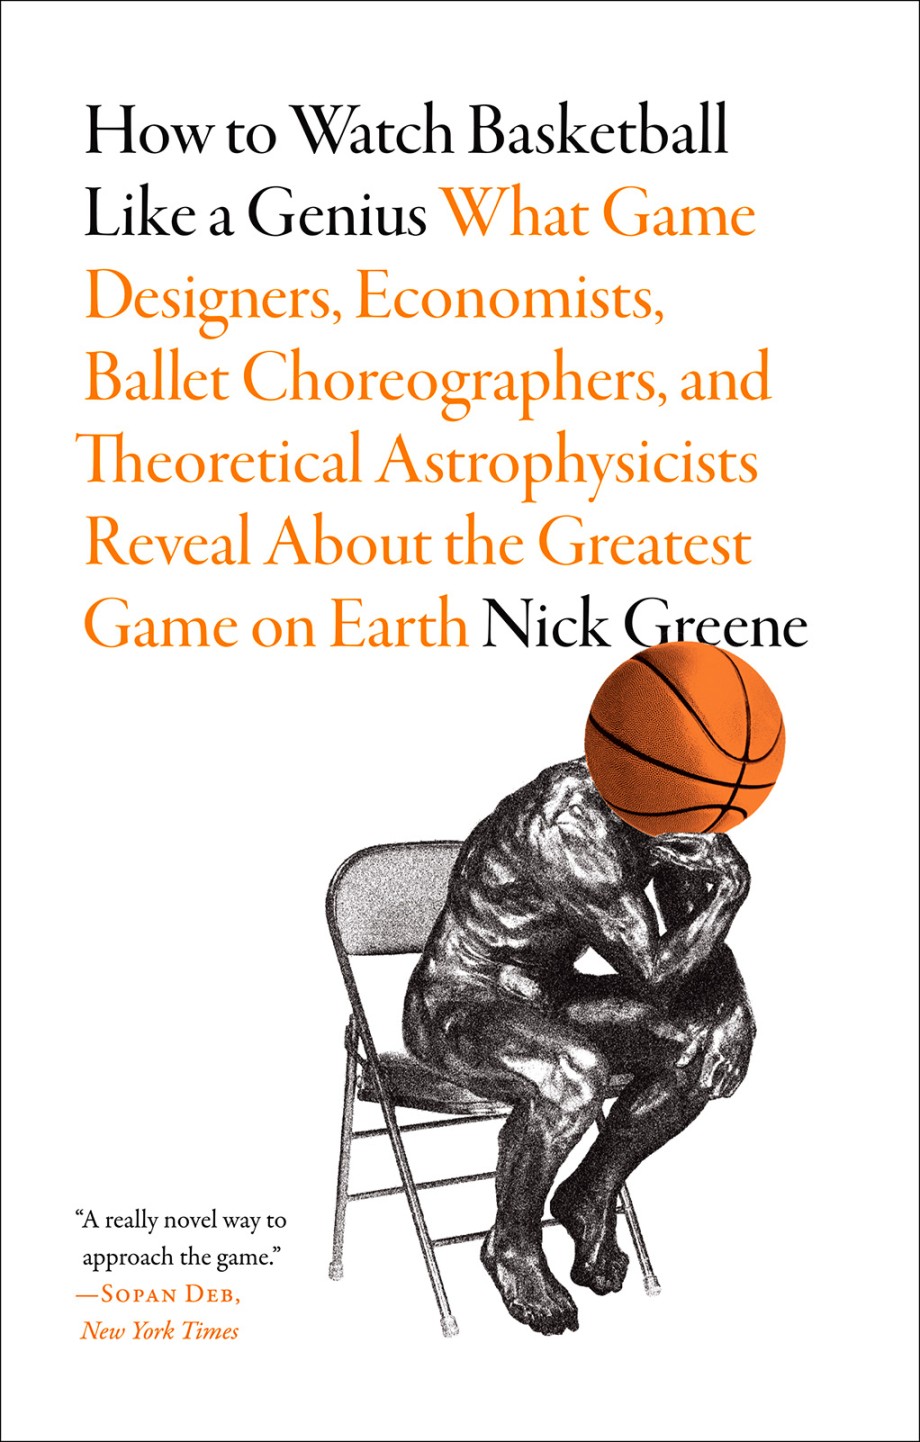 How to Watch Basketball
Like a Genius What Game
Designers, Economists,
Ballet Choreographers, and
Theoretical Astrophysicists
Reveal About the Greatest
Game on Earth Nick Greene
“A really novel way to
approach the game.”
—Sopan Deb,
New York Times